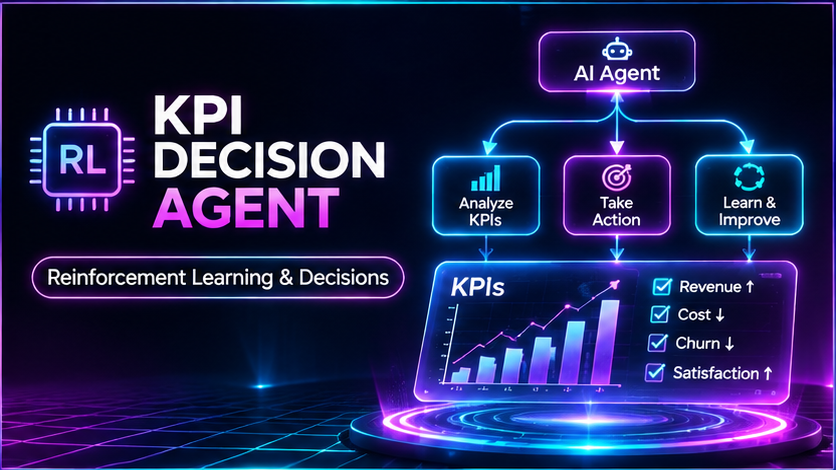 RL
KPI
DECISION
AGENT
Reinforcement Learning & Decisions
AI Agent
Analyze
KPIs
Take
Action
Learn &
Improve
KPIs
Revenue ↑
Cost ↓
Churn ↓
Satisfaction ↑